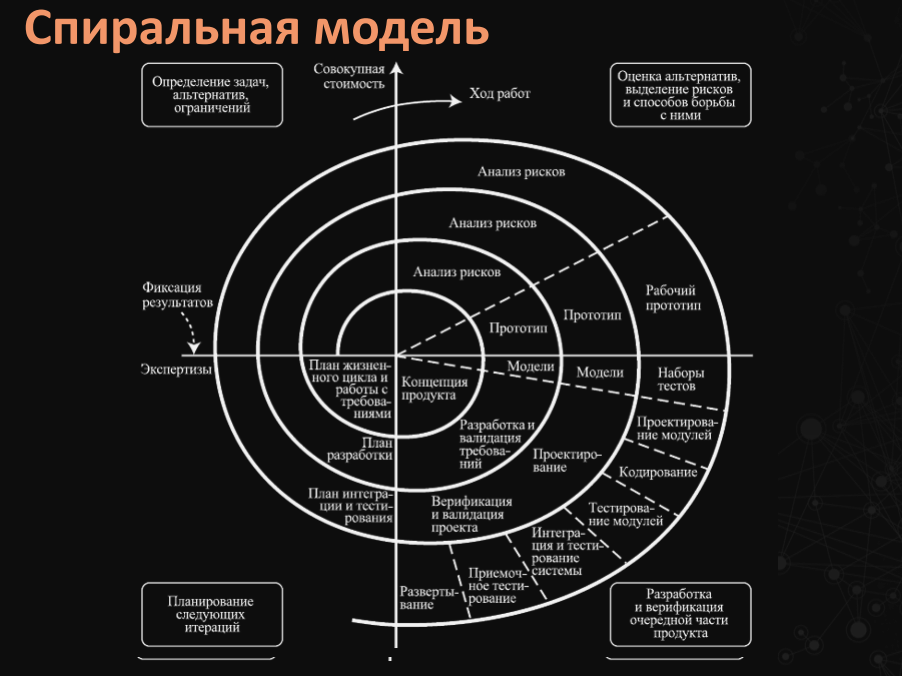 Спиральная модель
Совокупная
стоимость
Ход работ
Определение задач,
альтернатив,
ограничений
Оценка альтернатив,
выделение рисков
и способов борьбы
с ними
Анализ рисков
Анализ рисков
Анализ рисков
Фиксация
результатов
Рабочий
прототип
Прототип
Прототип
Экспертизы
План жизнен-
ного цикла и
работы с
требова-
ниями
Концепция
продукта
Модели
Модели
Наборы
тестов
План
разработки
Разработка и
валидация
требова-
ний
Проектиро-
вание
Проектирова-
ние модулей
Кодирование
Тестирова-
ние модулей
План интегра-
ции и тести-
рования
Верификация
и валидация
проекта
Интегра-
ция и тести-
рование
системы
Приемоч-
ное тести-
рование
Разверты-
вание
Планирование
следующих
итераций
Разработка
и верификация
очередной части
продукта